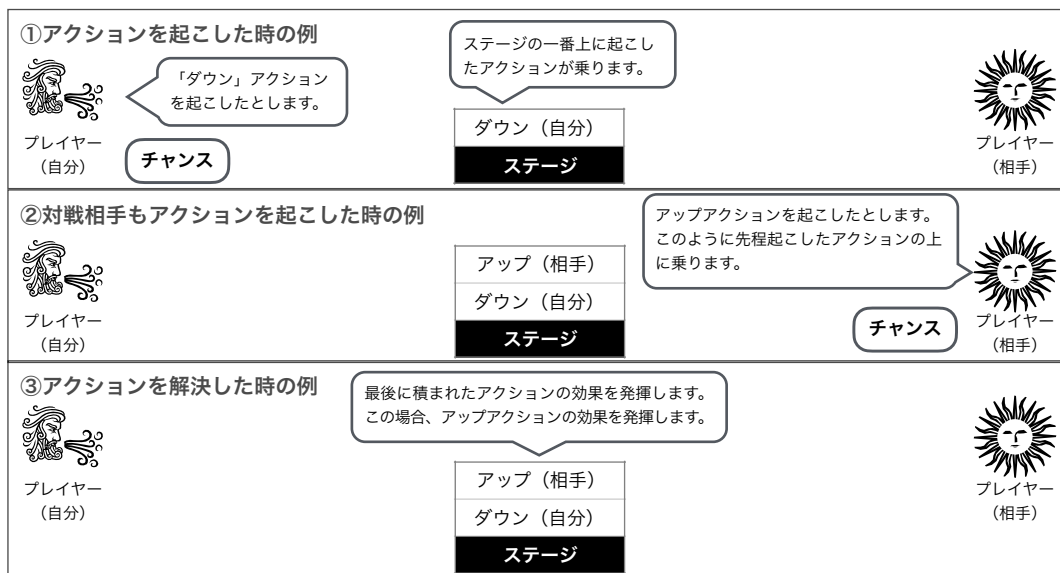 ①アクションを起こした時の例
「ダウン」アクション
を起こしたとします。
ステージの一番上に起こし
たアクションが乗ります。
プレイヤー
（自分）
チャンス
ダウン（自分）
ステージ
プレイヤー
（相手）
②対戦相手もアクションを起こした時の例
アップアクションを起こしたとします。
このように先程起こしたアクションの上
に乗ります。
プレイヤー
（自分）
アップ（相手）
ダウン（自分）
ステージ
チャンス
プレイヤー
（相手）
③アクションを解決した時の例
最後に積まれたアクションの効果を発揮します。
この場合、アップアクションの効果を発揮します。
プレイヤー
（自分）
アップ（相手）
ダウン（自分）
ステージ
プレイヤー
（相手）